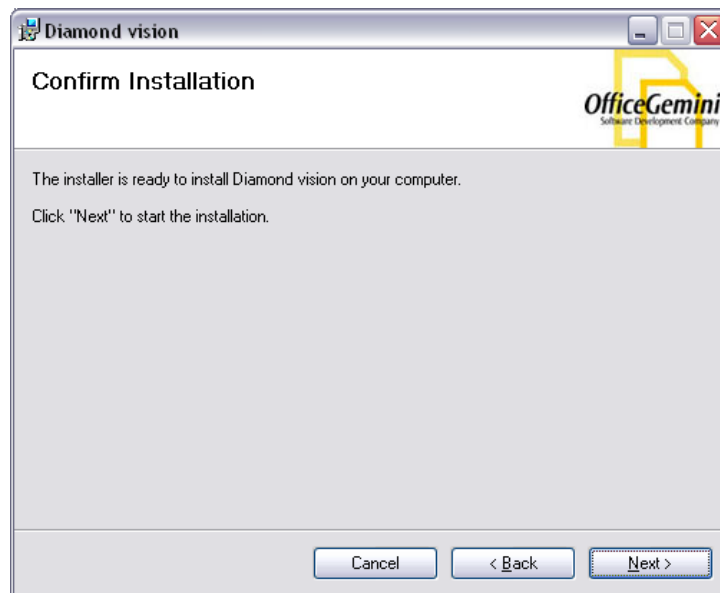 Diamond vision
Confirm Installation
OfficeGemini
Software Development Company
The installer is ready to install Diamond vision on your computer.
Click "Next" to start the installation.
Cancel
< Back
Next >